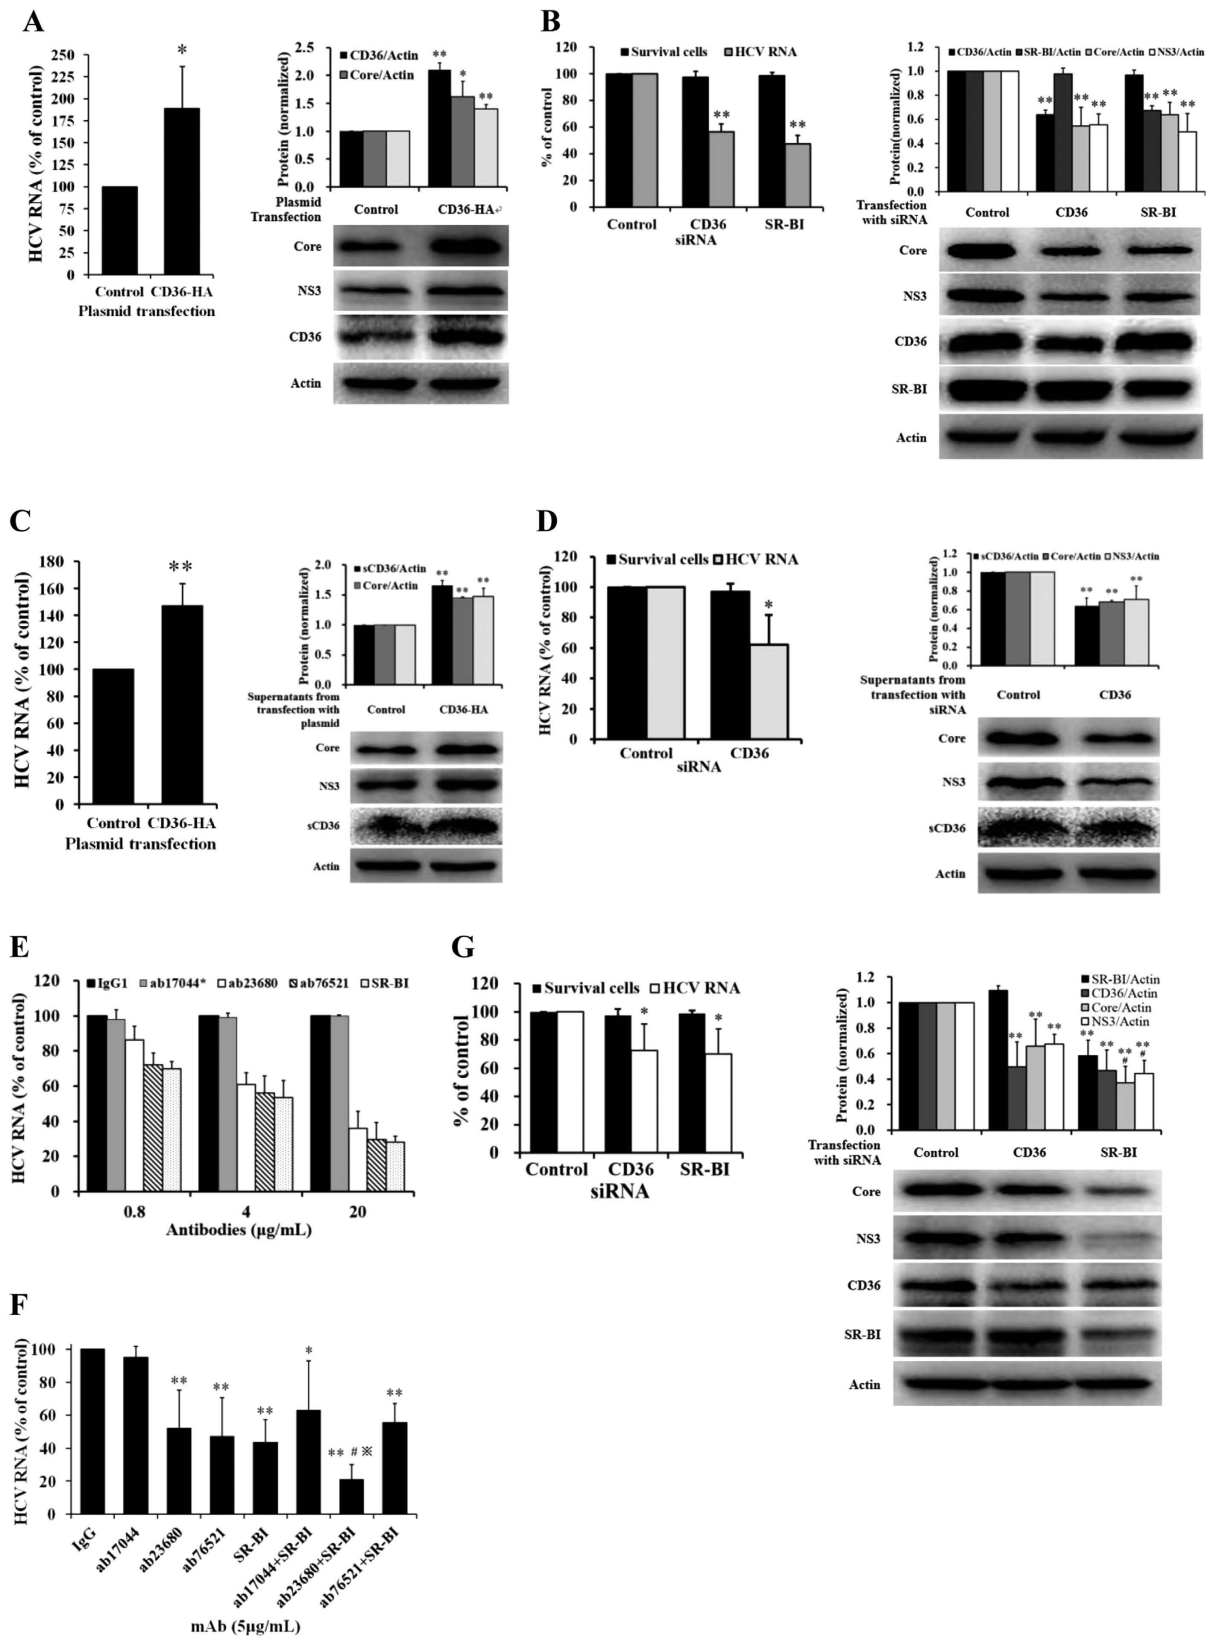 A
HCV RNA (% of control)
250
225
200
175
150
125
100
75
50
25
0
*
Control CD36-HA
Plasmid transfection
Protein (normalized)
2.5
2.0
1.5
1.0
0.5
0.0
CD36/Actin
Core/Actin
** * **
Plasmid
Transfection
Control CD36-HA↵
Core
NS3
CD36
Actin
B
% of control
120
100
80
60
40
20
0
Survival cells HCV RNA
** **
Control CD36 SR-BI
siRNA
Protein(normalized)
1.2
1.0
0.8
0.6
0.4
0.2
0.0
CD36/Actin SR-BI/Actin Core/Actin NS3/Actin
** ** ** ** ** **
Transfection
with siRNA
Control CD36 SR-BI
Core
NS3
CD36
SR-BI
Actin
C
HCV RNA (% of control)
180
160
140
120
100
80
60
40
20
0
**
Control CD36-HA
Plasmid transfection
Protein (normalized)
2.0
1.5
1.0
0.5
0.0
sCD36/Actin
Core/Actin
** ** **
Supernatants from
transfection with
plasmid
Control CD36-HA
Core
NS3
sCD36
Actin
D
HCV RNA (% of control)
120
100
80
60
40
20
0
Survival cells HCV RNA
*
Control CD36
siRNA
Protein (normalized)
1.2
1.0
0.8
0.6
0.4
0.2
0.0
sCD36/Actin Core/Actin NS3/Actin
** ** **
Supernatants from
transfection with
siRNA
Control CD36
Core
NS3
sCD36
Actin
E
HCV RNA (% of control)
120
100
80
60
40
20
0
IgG1 ab17044* ab23680 ab76521 SR-BI
0.8 4 20
Antibodies (μg/mL)
F
HCV RNA (% of control)
100
80
60
40
20
0
** ** ** * ** # ※ **
IgG
ab17044
ab23680
ab76521
SR-BI
ab17044+SR-BI
ab23680+SR-BI
ab76521+SR-BI
mAb (5μg/mL)
G
% of control
120
100
80
60
40
20
0
Survival cells HCV RNA
* *
Control CD36 SR-BI
siRNA
Protein (normalized)
1.2
1.0
0.8
0.6
0.4
0.2
0.0
SR-BI/Actin
CD36/Actin
Core/Actin
NS3/Actin
** ** ** ** ** ** **
# #
Transfection
with siRNA
Control CD36 SR-BI
Core
NS3
CD36
SR-BI
Actin